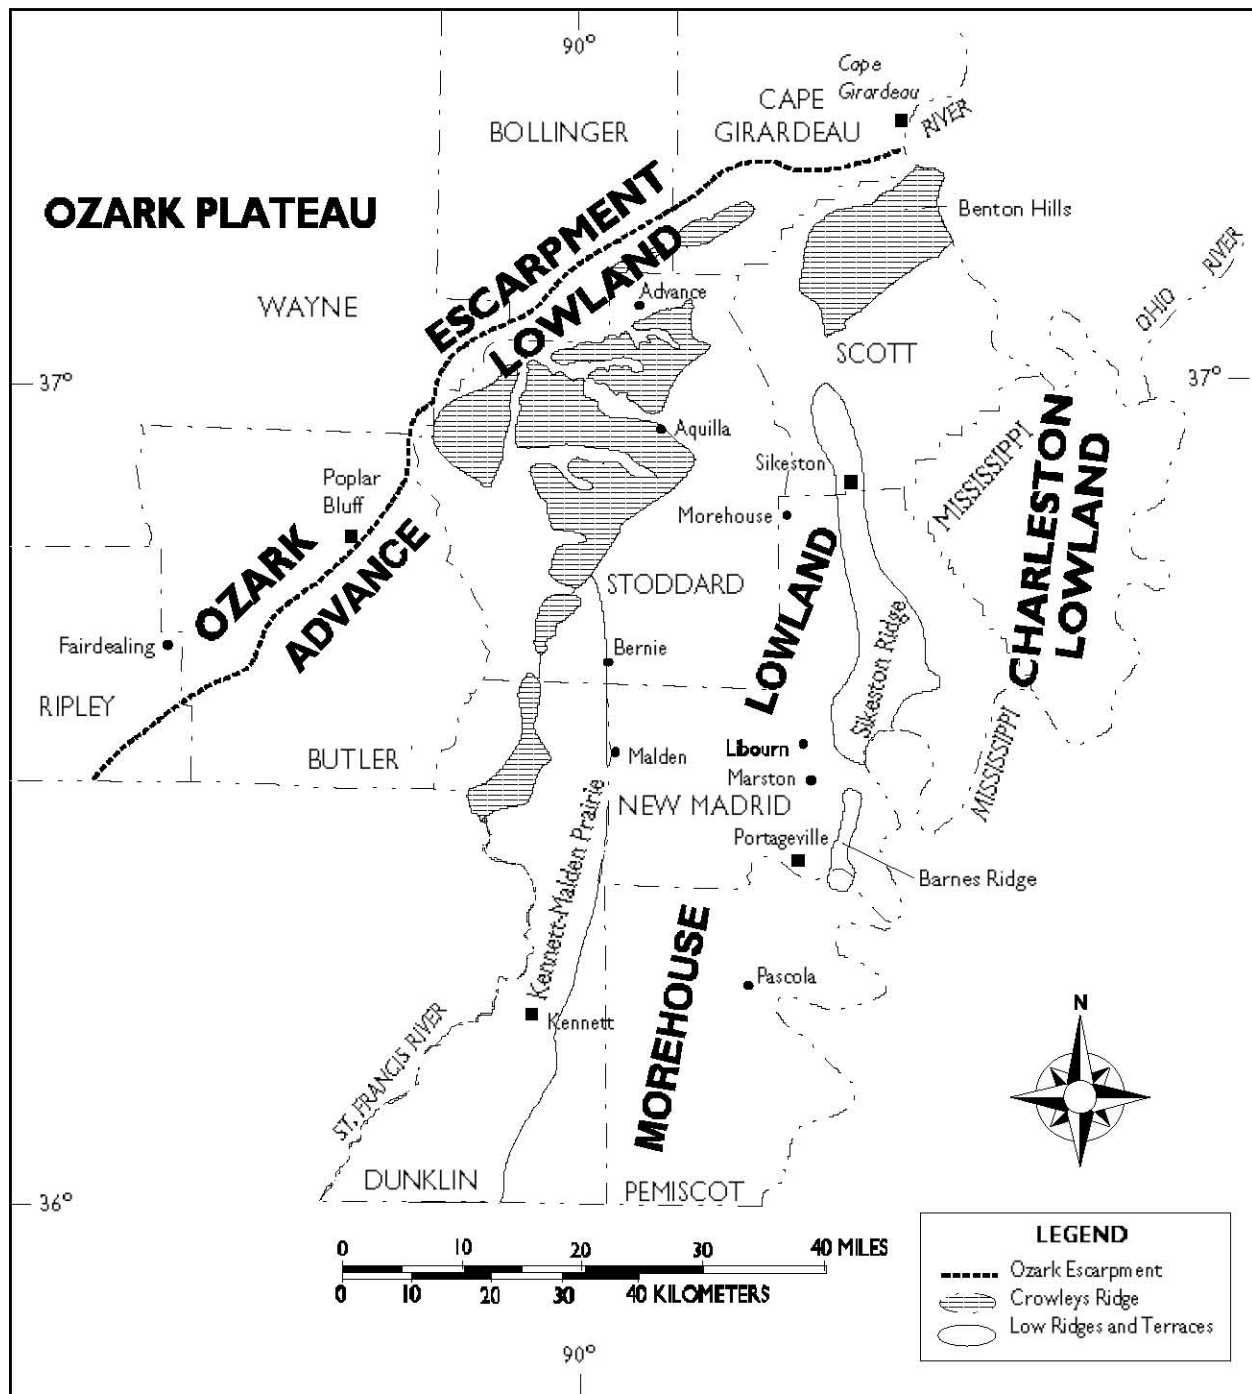 90°
Cape
Girardeau
CAPE
GIRARDEAU
RIVER
BOLLINGER
OZARK PLATEAU
ESCARPMENT
LOWLAND
Benton Hills
OHIO RIVER
WAYNE
Advance
SCOTT
37°
37°
CHARLESTON
LOWLAND
MISSISSIPPI
Aquilla
Sikeston
Poplar
Bluff
Morehouse
OZARK
ADVANCE
STODDARD
LOWLAND
Sikeston Ridge
Fairdealing
Bernie
RIPLEY
BUTLER
Malden
Libourn
Marston
MISSISSIPPI
NEW MADRID
Portageville
Kennett-Malden Prairie
Barnes Ridge
MOREHOUSE
Pascola
Kennett
N
ST. FRANCIS RIVER
DUNKLIN
PEMISCOT
36°
0 10 20 30 40 MILES
0 10 20 30 40 KILOMETERS
LEGEND
Ozark Escarpment
Crowleys Ridge
Low Ridges and Terraces
90°